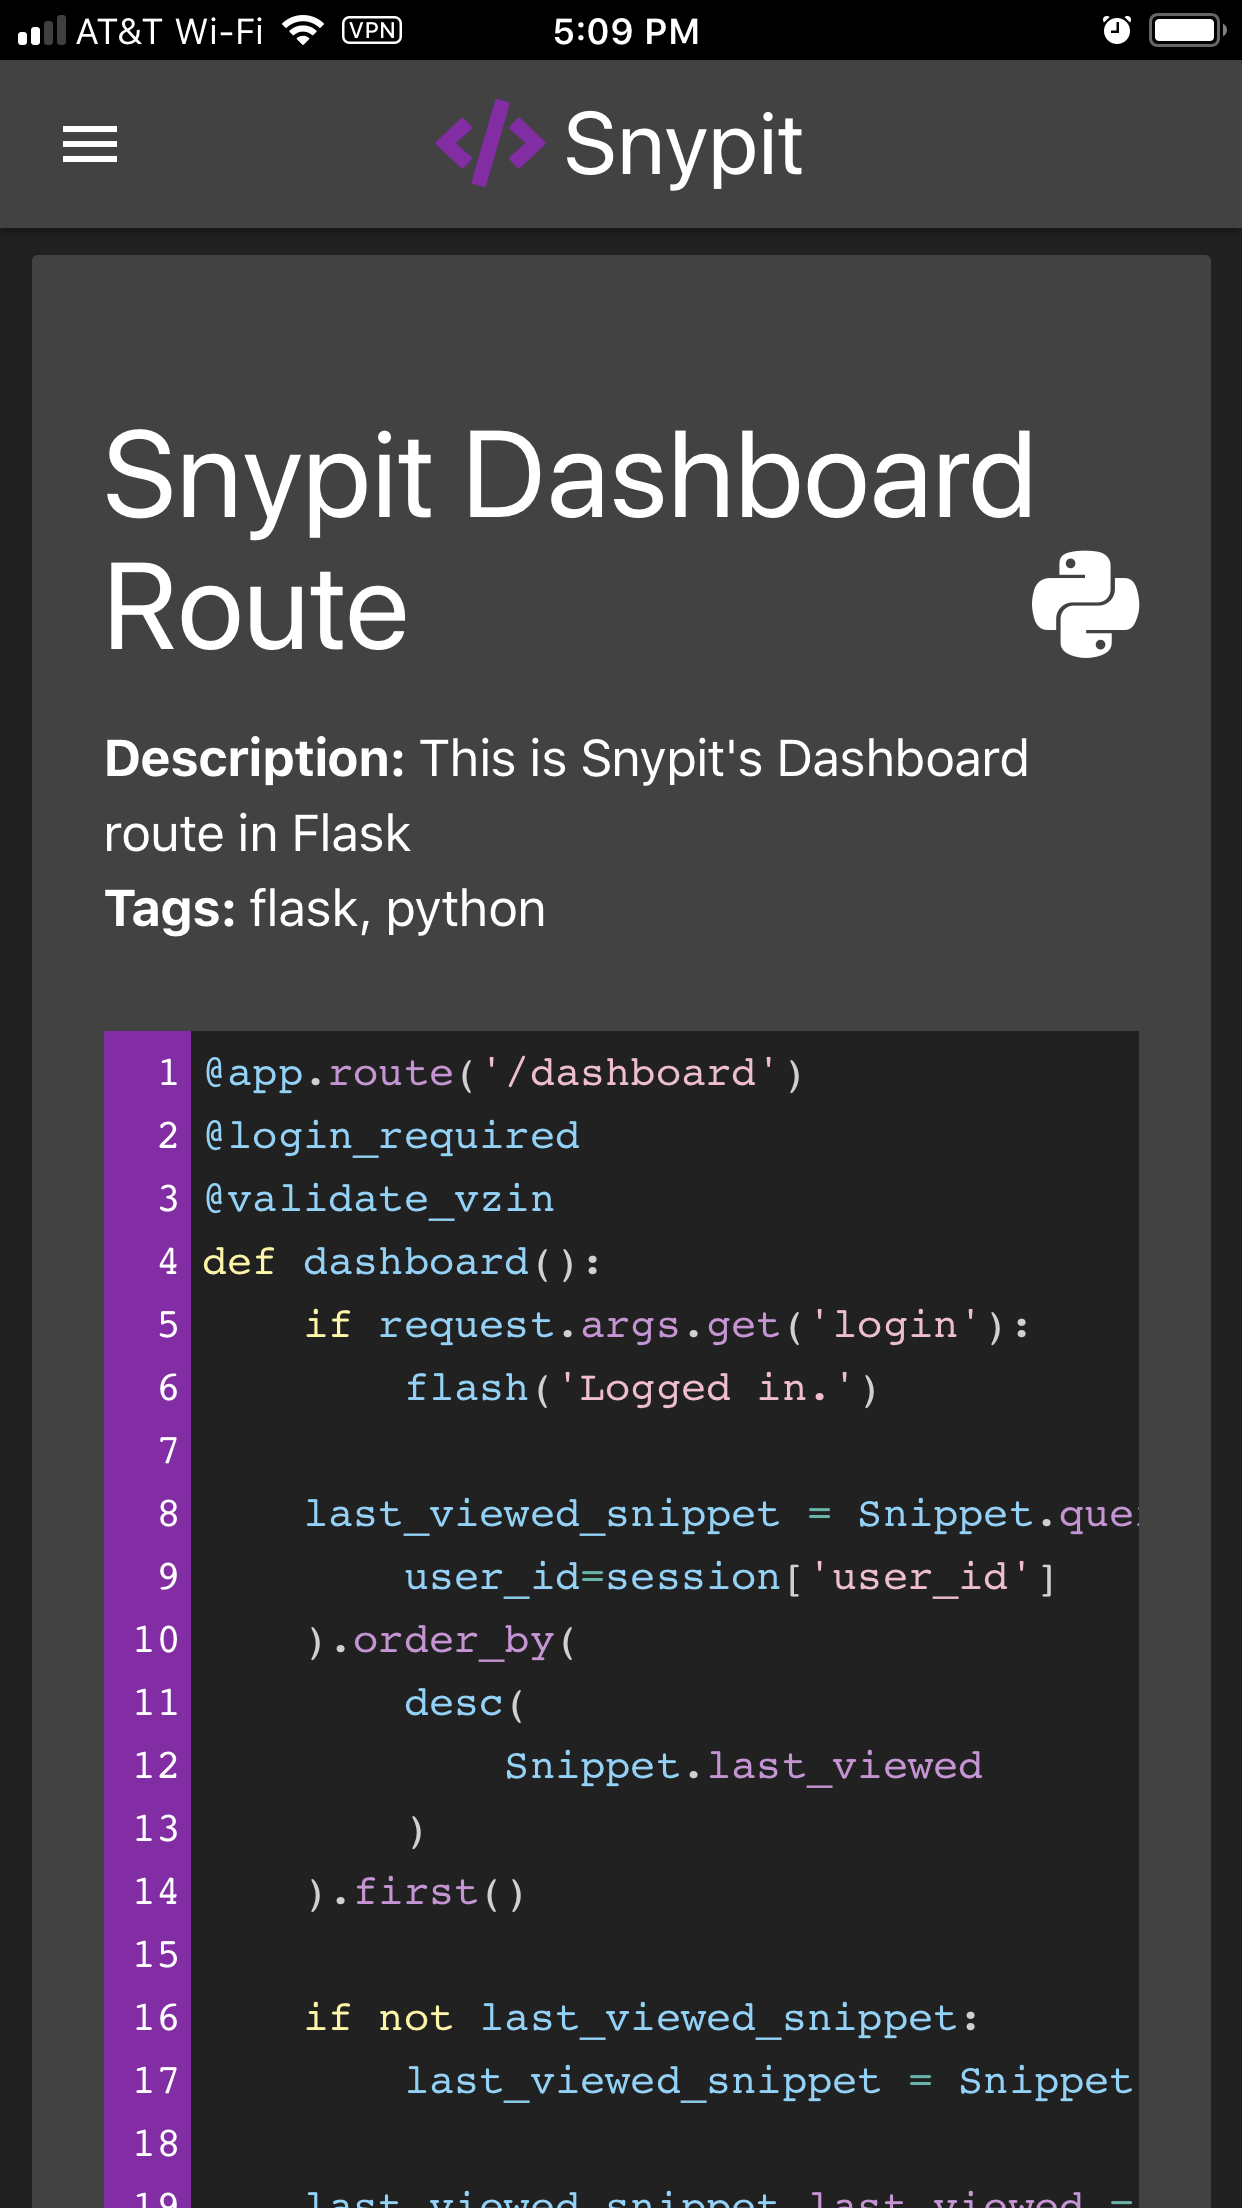 AT&T Wi-Fi VPN 5:09 PM
</> Snypit
Snypit Dashboard
Route
Description: This is Snypit's Dashboard
route in Flask
Tags: flask, python
1 @app.route('/dashboard')
2 @login_required
3 @validate_vzin
4 def dashboard():
5     if request.args.get('login'):
6         flash('Logged in.')
7
8     last_viewed_snippet = Snippet.que
9         user_id=session['user_id']
10     ).order_by(
11         desc(
12             Snippet.last_viewed
13         )
14     ).first()
15
16     if not last_viewed_snippet:
17         last_viewed_snippet = Snippet
18
19     last_viewed_snippet.last_viewed =